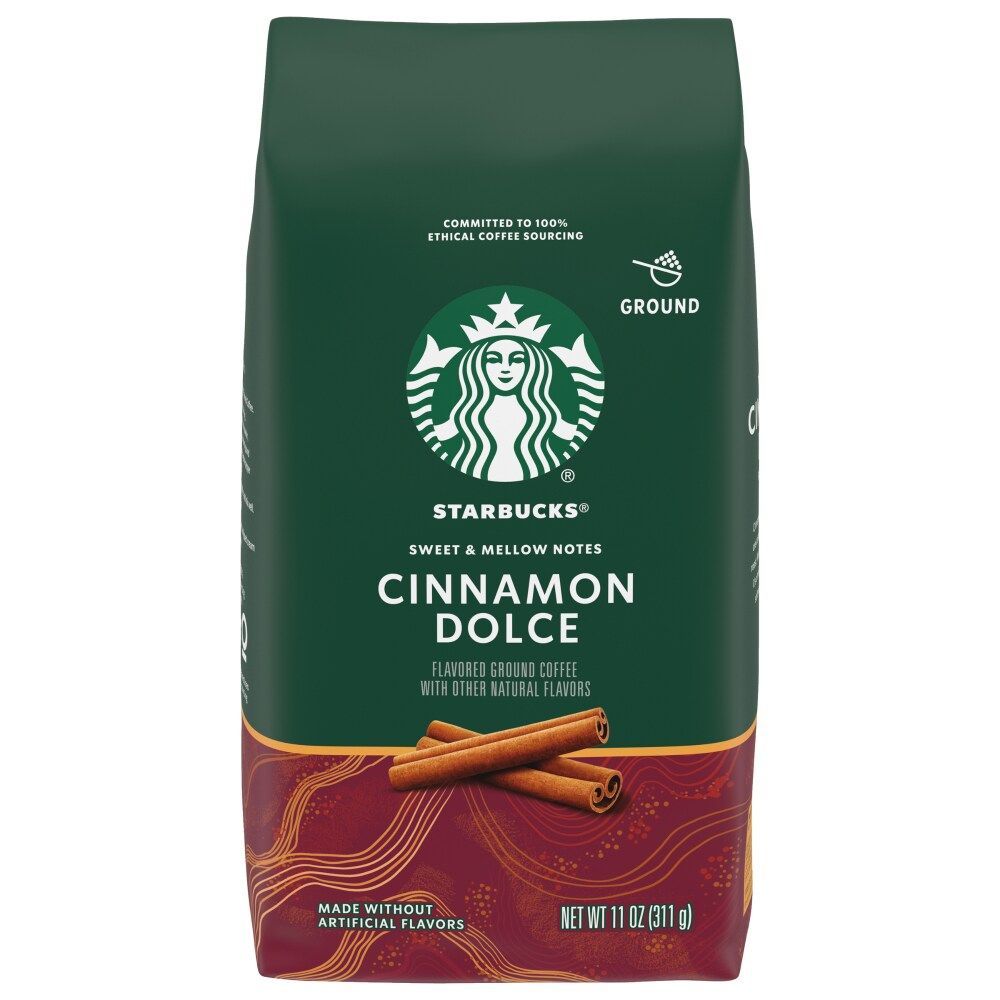 COMMITTED TO 100%
ETHICAL COFFEE SOURCING
GROUND
®
STARBUCKS®
SWEET & MELLOW NOTES
CINNAMON
DOLCE
FLAVORED GROUND COFFEE
WITH OTHER NATURAL FLAVORS
MADE WITHOUT
ARTIFICIAL FLAVORS
NET WT 11 OZ (311 g)